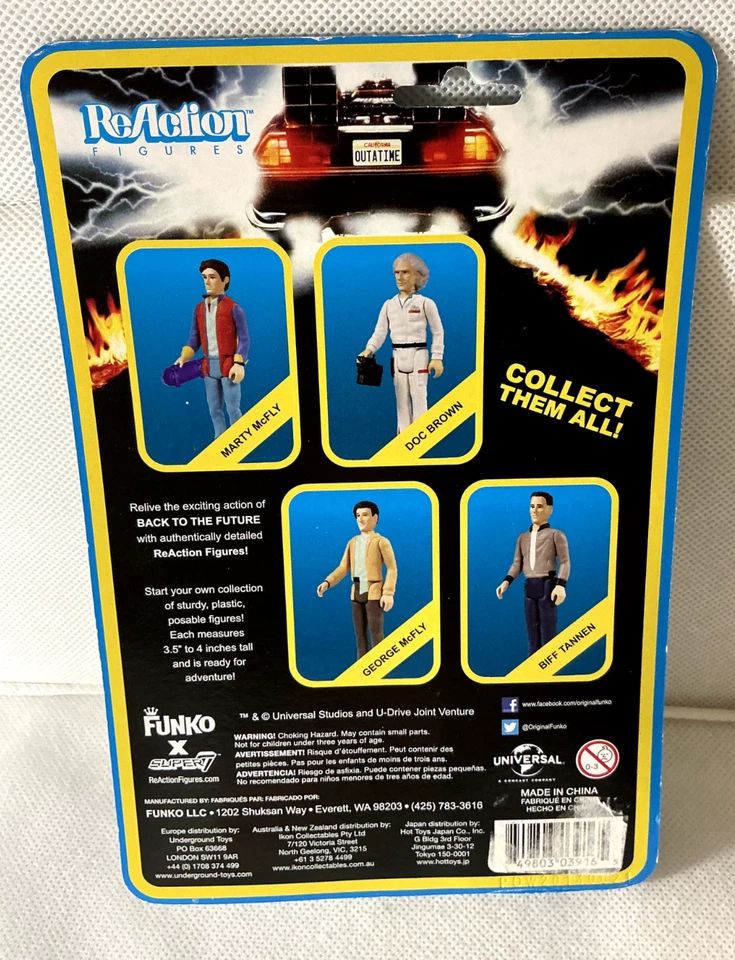 ReAction™
FIGURES
CALIFORNIA
OUTATIME
MARTY McFLY
DOC BROWN
COLLECT
THEM ALL!
Relive the exciting action of
BACK TO THE FUTURE
with authentically detailed
ReAction Figures!
Start your own collection
of sturdy, plastic,
posable figures!
Each measures
3.5" to 4 inches tall
and is ready for
adventure!
GEORGE McFLY
BIFF TANNEN
FUNKO
X
SUPER7
ReActionFigures.com
™ & © Universal Studios and U-Drive Joint Venture
WARNING! Choking Hazard. May contain small parts.
Not for children under three years of age.
AVERTISSEMENT! Risque d'étouffement. Peut contenir des
petites pièces. Pas pour les enfants de moins de trois ans.
ADVERTENCIA! Riesgo de asfixia. Puede contener piezas pequeñas.
No recomendado para niños menores de tres años de edad.
f www.facebook.com/originalfunko
@OriginalFunko
UNIVERSAL
A COMCAST COMPANY
0-3
MADE IN CHINA
FABRIQUÉ EN
HECHO EN
MANUFACTURED BY: FABRIQUÉS PAR: FABRICADO POR:
FUNKO LLC • 1202 Shuksan Way • Everett, WA 98203 • (425) 783-3616
Europe distribution by:
Underground Toys
PO Box 63668
LONDON SW11 9AR
+44 (0) 1708 374 499
www.underground-toys.com
Australia & New Zealand distribution by:
Ikon Collectables Pty Ltd
7/120 Victoria Street
North Geelong, VIC, 3215
+61 3 5278 4499
www.ikoncollectables.com.au
Japan distribution by:
Hot Toys Japan Co., Inc.
G Bldg 3rd Floor
Jingumae 3-30-12
Tokyo 150-0001
www.hottoys.jp
49803 03916 5